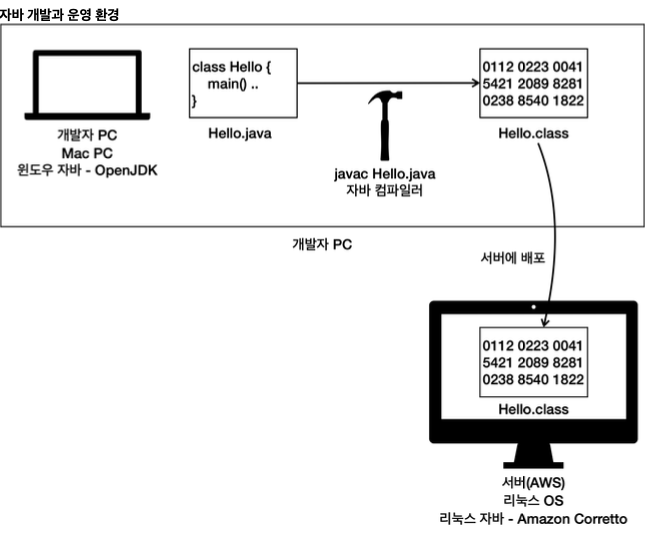 자바 개발과 운영 환경
class Hello {
main() ..
}
Hello.java
0112 0223 0041
5421 2089 8281
0238 8540 1822
Hello.class
개발자 PC
Mac PC
윈도우 자바 - OpenJDK
javac Hello.java
자바 컴파일러
개발자 PC
서버에 배포
0112 0223 0041
5421 2089 8281
0238 8540 1822
Hello.class
서버(AWS)
리눅스 OS
리눅스 자바 - Amazon Corretto